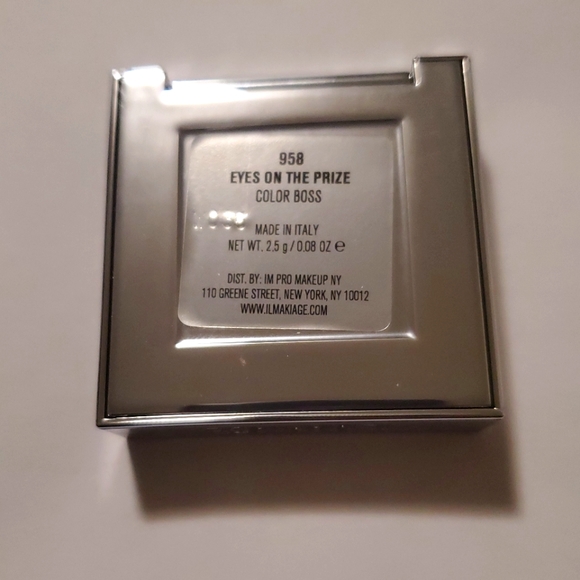 958
EYES ON THE PRIZE
COLOR BOSS
MADE IN ITALY
NET WT. 2.5 g / 0.08 OZ ℮
DIST. BY: IM PRO MAKEUP NY
110 GREENE STREET, NEW YORK, NY 10012
WWW.ILMAKIAGE.COM